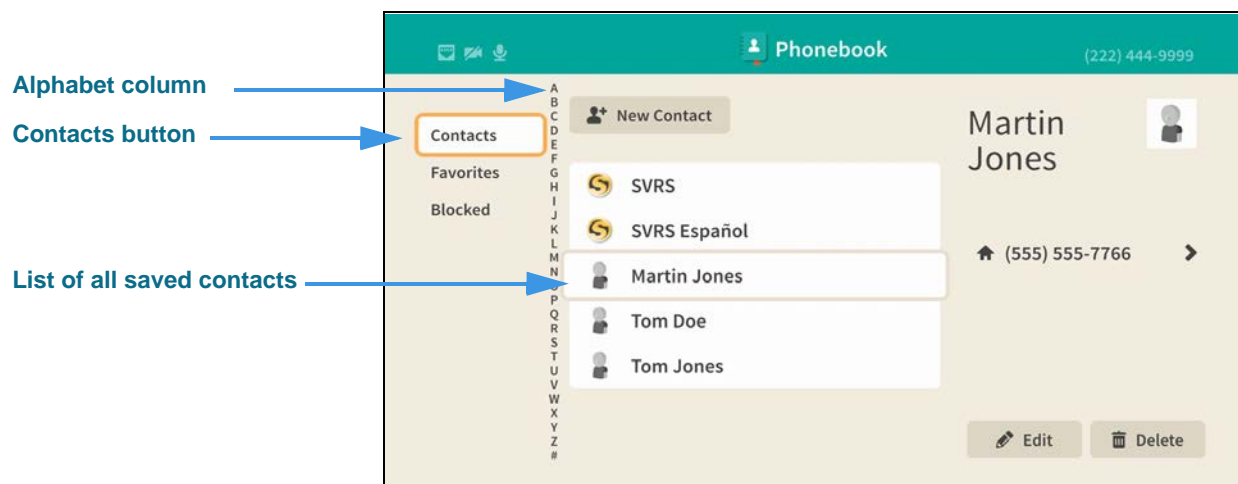 Phonebook
(222) 444-9999
Alphabet column
Contacts button
List of all saved contacts
Contacts
Favorites
Blocked
A
B
C
D
E
F
G
H
I
J
K
L
M
N
P
Q
R
S
T
U
V
W
X
Y
Z
#
New Contact
SVRS
SVRS Español
Martin Jones
Tom Doe
Tom Jones
Martin
Jones
(555) 555-7766
Edit
Delete